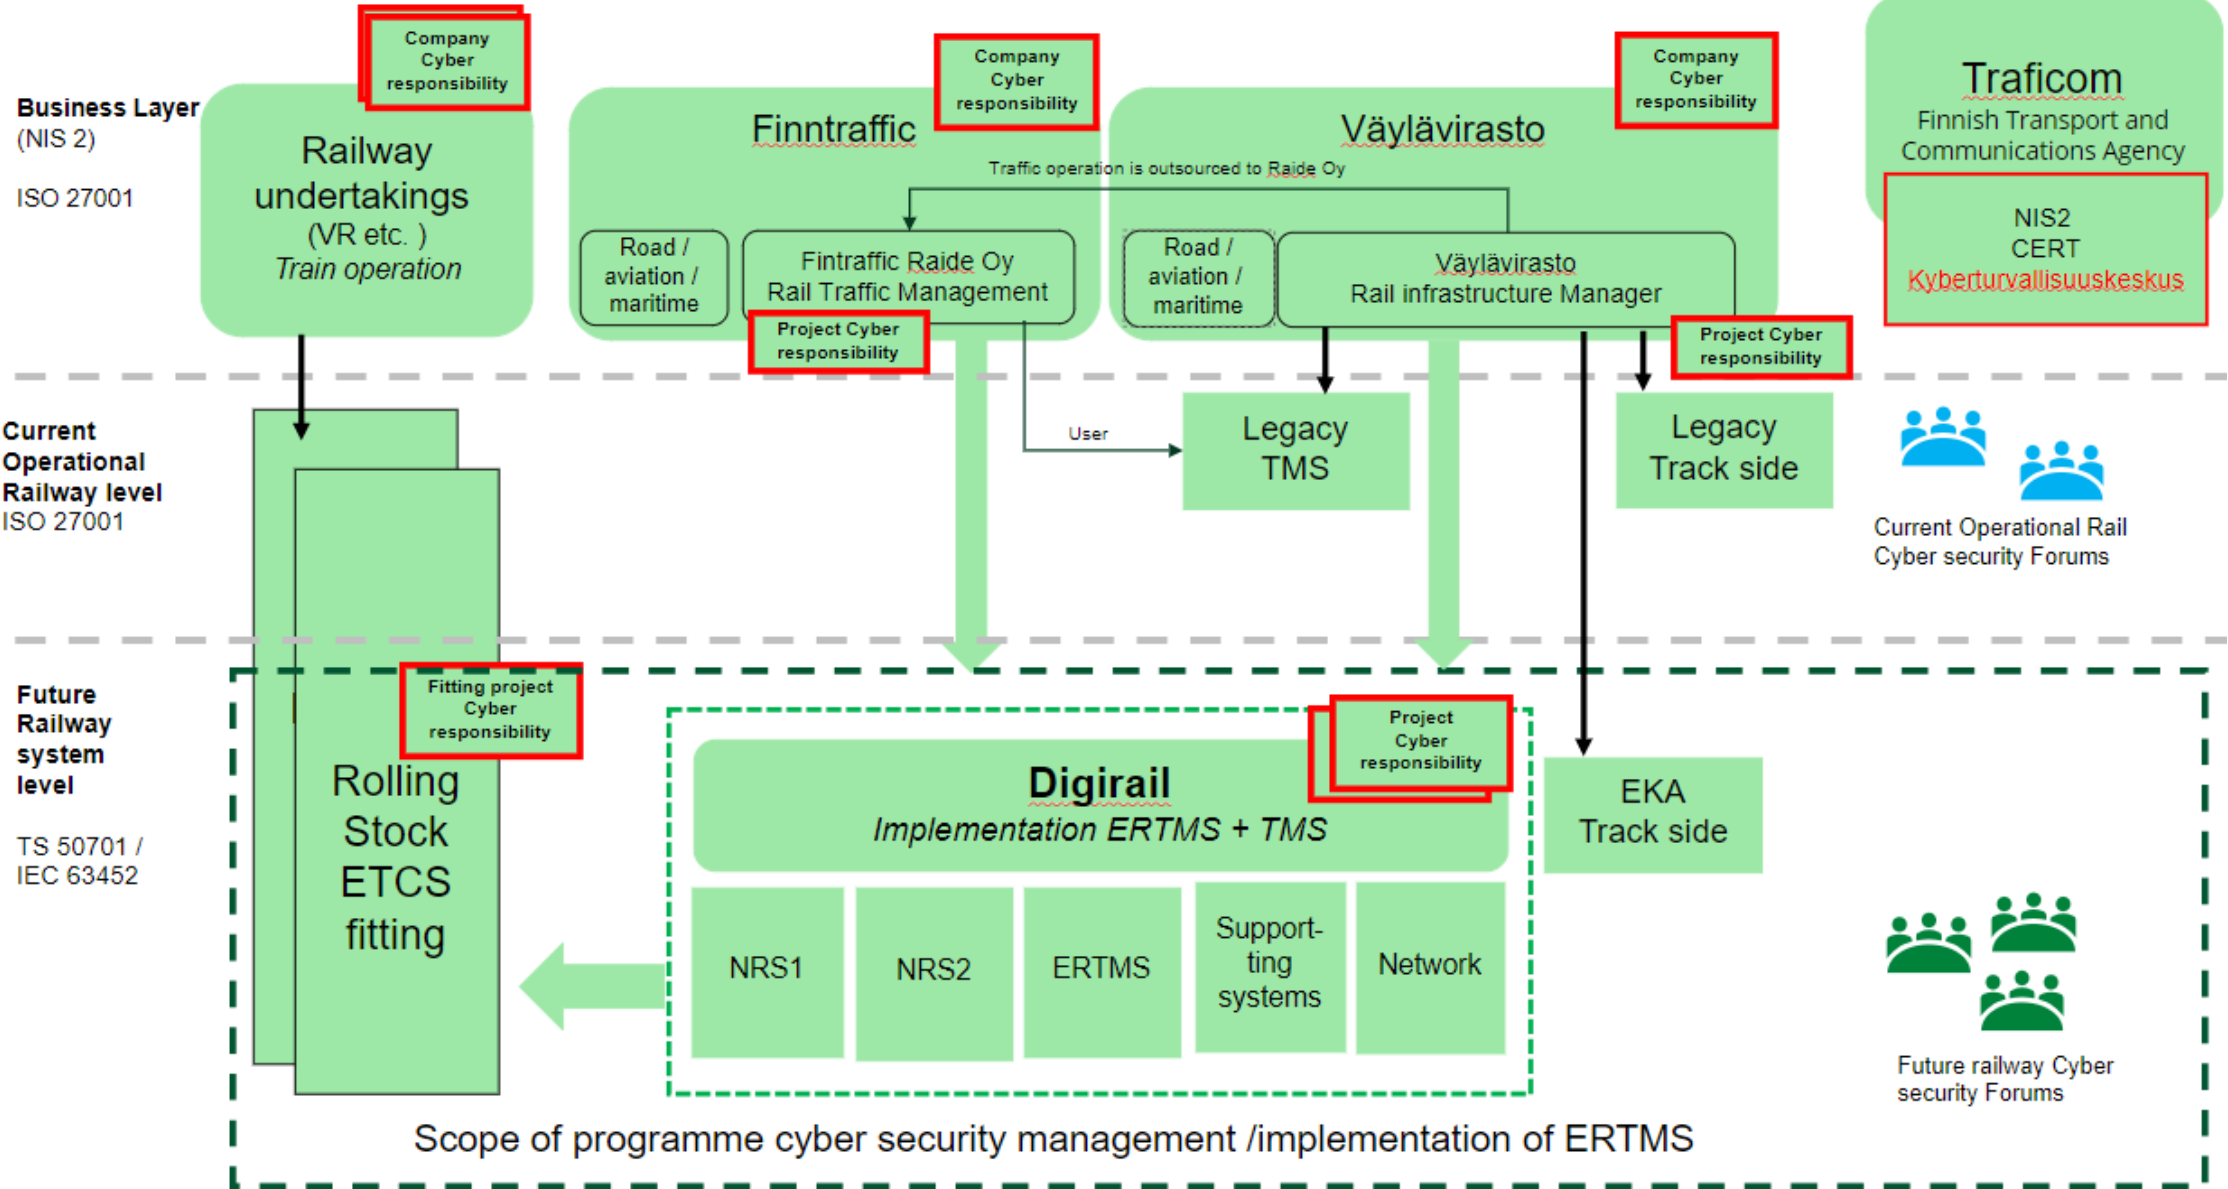 Company
Cyber
responsibility
Company
Cyber
responsibility
Company
Cyber
responsibility
Business Layer
(NIS 2)
ISO 27001
Railway
undertakings
(VR etc. )
Train operation
Finntraffic
Väylävirasto
Traffic operation is outsourced to Raide Oy
Road /
aviation /
maritime
Fintraffic Raide Oy
Rail Traffic Management
Project Cyber
responsibility
Road /
aviation /
maritime
Väylävirasto
Rail infrastructure Manager
Project Cyber
responsibility
Traficom
Finnish Transport and
Communications Agency
NIS2
CERT
Kyberturvallisuuskeskus
Current
Operational
Railway level
ISO 27001
User
Legacy
TMS
Legacy
Track side
Current Operational Rail
Cyber security Forums
Future
Railway
system
level
TS 50701 /
IEC 63452
Fitting project
Cyber
responsibility
Rolling
Stock
ETCS
fitting
Project
Cyber
responsibility
Digirail
Implementation ERTMS + TMS
NRS1
NRS2
ERTMS
Support-
ting
systems
Network
EKA
Track side
Future railway Cyber
security Forums
Scope of programme cyber security management /implementation of ERTMS